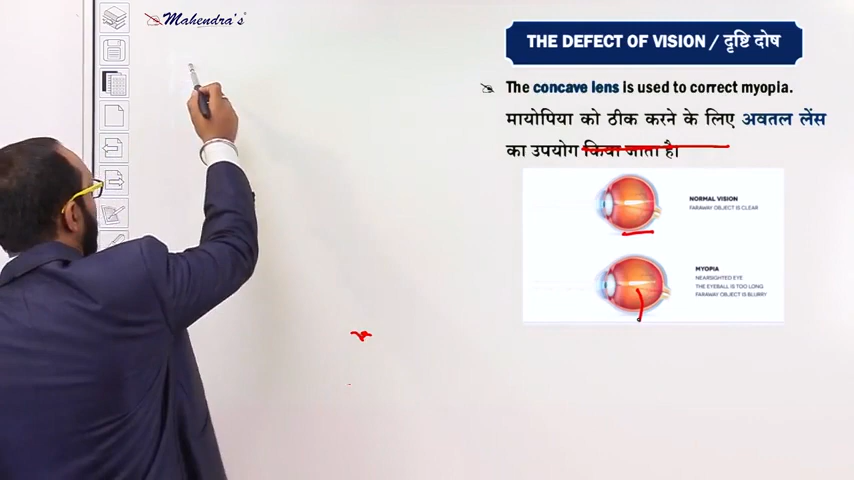 Mahendra's
THE DEFECT OF VISION / दृष्टि दोष
The concave lens is used to correct myopia.
मायोपिया को ठीक करने के लिए अवतल लेंस
का उपयोग किया जाता है।
NORMAL VISION
FARAWAY OBJECT IS CLEAR
MYOPIA
NEARSIGHTED EYE
THE EYEBALL IS TOO LONG
FARAWAY OBJECT IS BLURRY